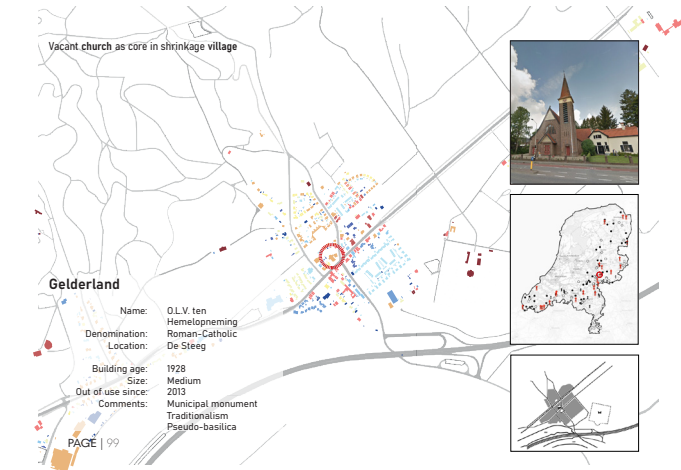 Vacant church as core in shrinkage village
Gelderland
Name: O.L.V. ten
Hemelopneming
Denomination: Roman-Catholic
Location: De Steeg
Building age: 1928
Size: Medium
Out of use since: 2013
Comments: Municipal monument
Traditionalism
Pseudo-basilica
PAGE | 99